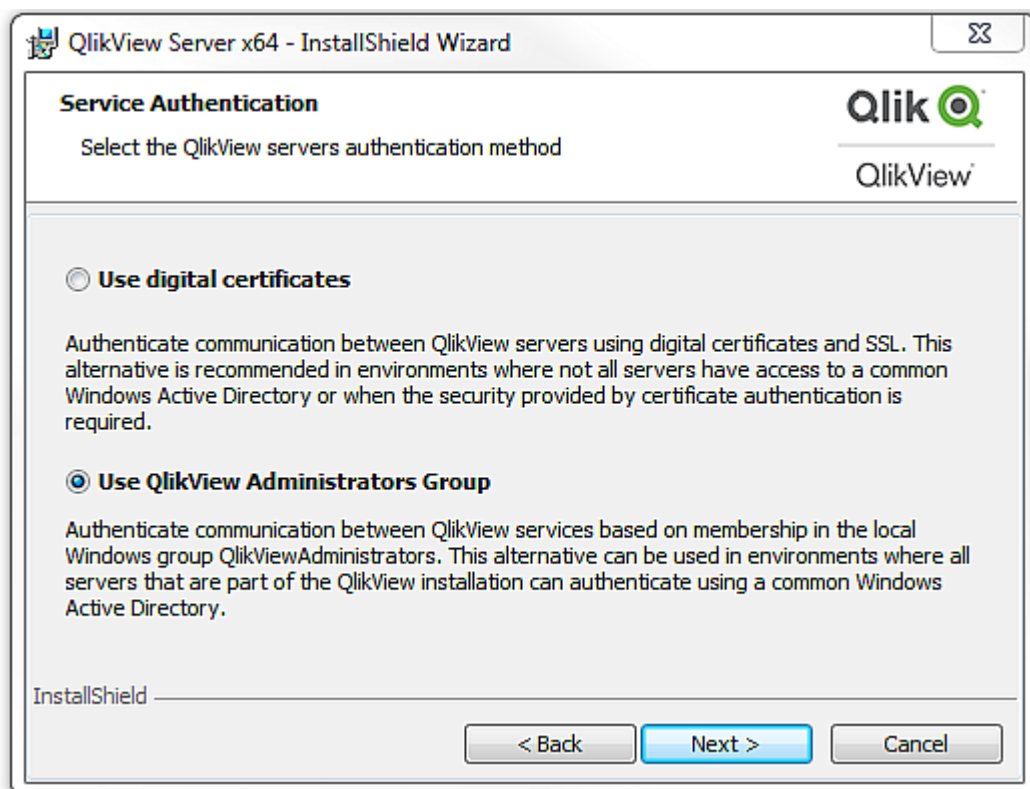 QlikView Server x64 - InstallShield Wizard
Service Authentication
Select the QlikView servers authentication method
Qlik
QlikView
Use digital certificates
Authenticate communication between QlikView servers using digital certificates and SSL. This
alternative is recommended in environments where not all servers have access to a common
Windows Active Directory or when the security provided by certificate authentication is
required.
Use QlikView Administrators Group
Authenticate communication between QlikView services based on membership in the local
Windows group QlikViewAdministrators. This alternative can be used in environments where all
servers that are part of the QlikView installation can authenticate using a common Windows
Active Directory.
InstallShield
< Back
Next >
Cancel